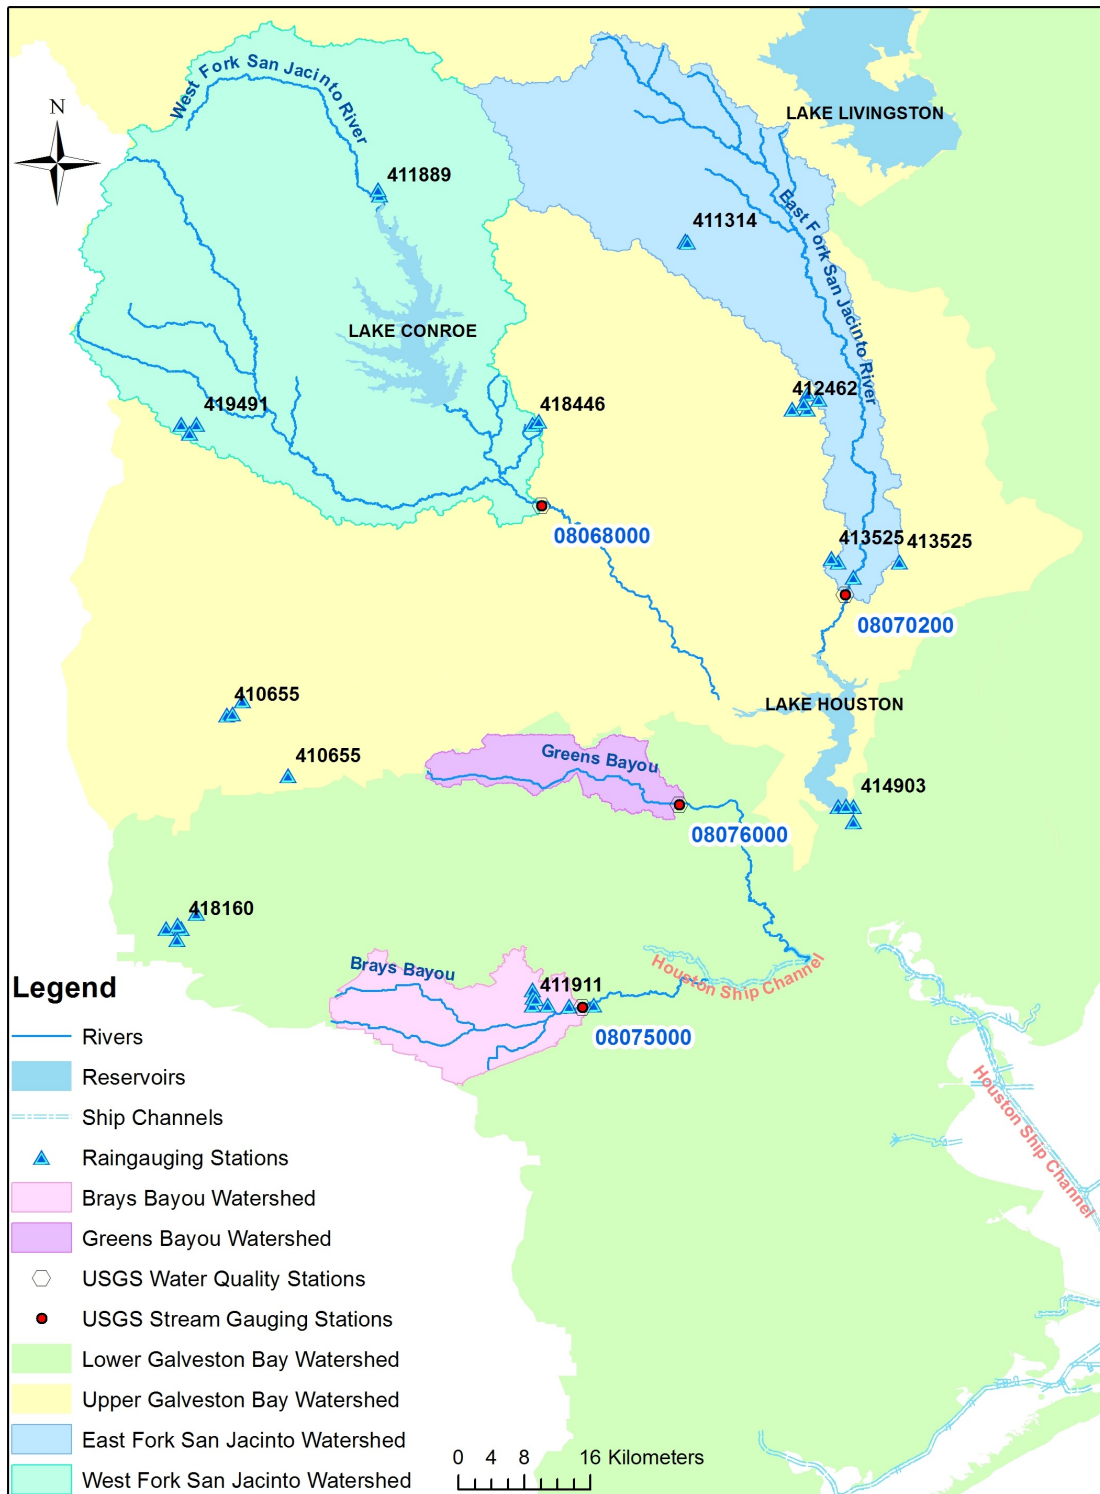 West Fork San Jacinto River
N
LAKE LIVINGSTON
411889
East Fork San Jacinto River
411314
LAKE CONROE
412462
419491
418446
08068000
413525
413525
08070200
410655
LAKE HOUSTON
Greens Bayou
410655
414903
08076000
418160
Brays Bayou
Houston Ship Channel
411911
08075000
Houston Ship Channel
Legend
Rivers
Reservoirs
Ship Channels
Raingauging Stations
Brays Bayou Watershed
Greens Bayou Watershed
USGS Water Quality Stations
USGS Stream Gauging Stations
Lower Galveston Bay Watershed
Upper Galveston Bay Watershed
East Fork San Jacinto Watershed
West Fork San Jacinto Watershed
0 4 8 16 Kilometers